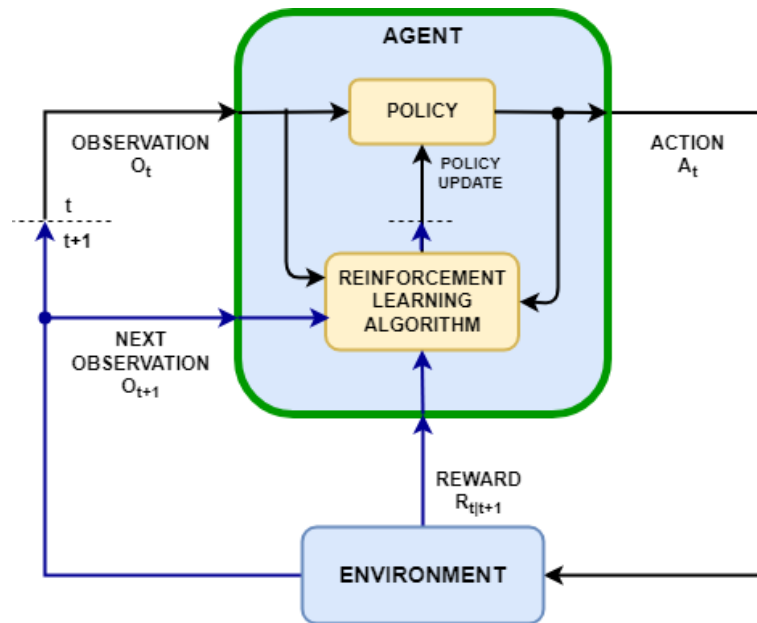 AGENT
POLICY
OBSERVATION
Oₜ
POLICY
UPDATE
ACTION
Aₜ
t
t+1
REINFORCEMENT
LEARNING
ALGORITHM
NEXT
OBSERVATION
Oₜ₊₁
REWARD
Rₜ|ₜ₊₁
ENVIRONMENT